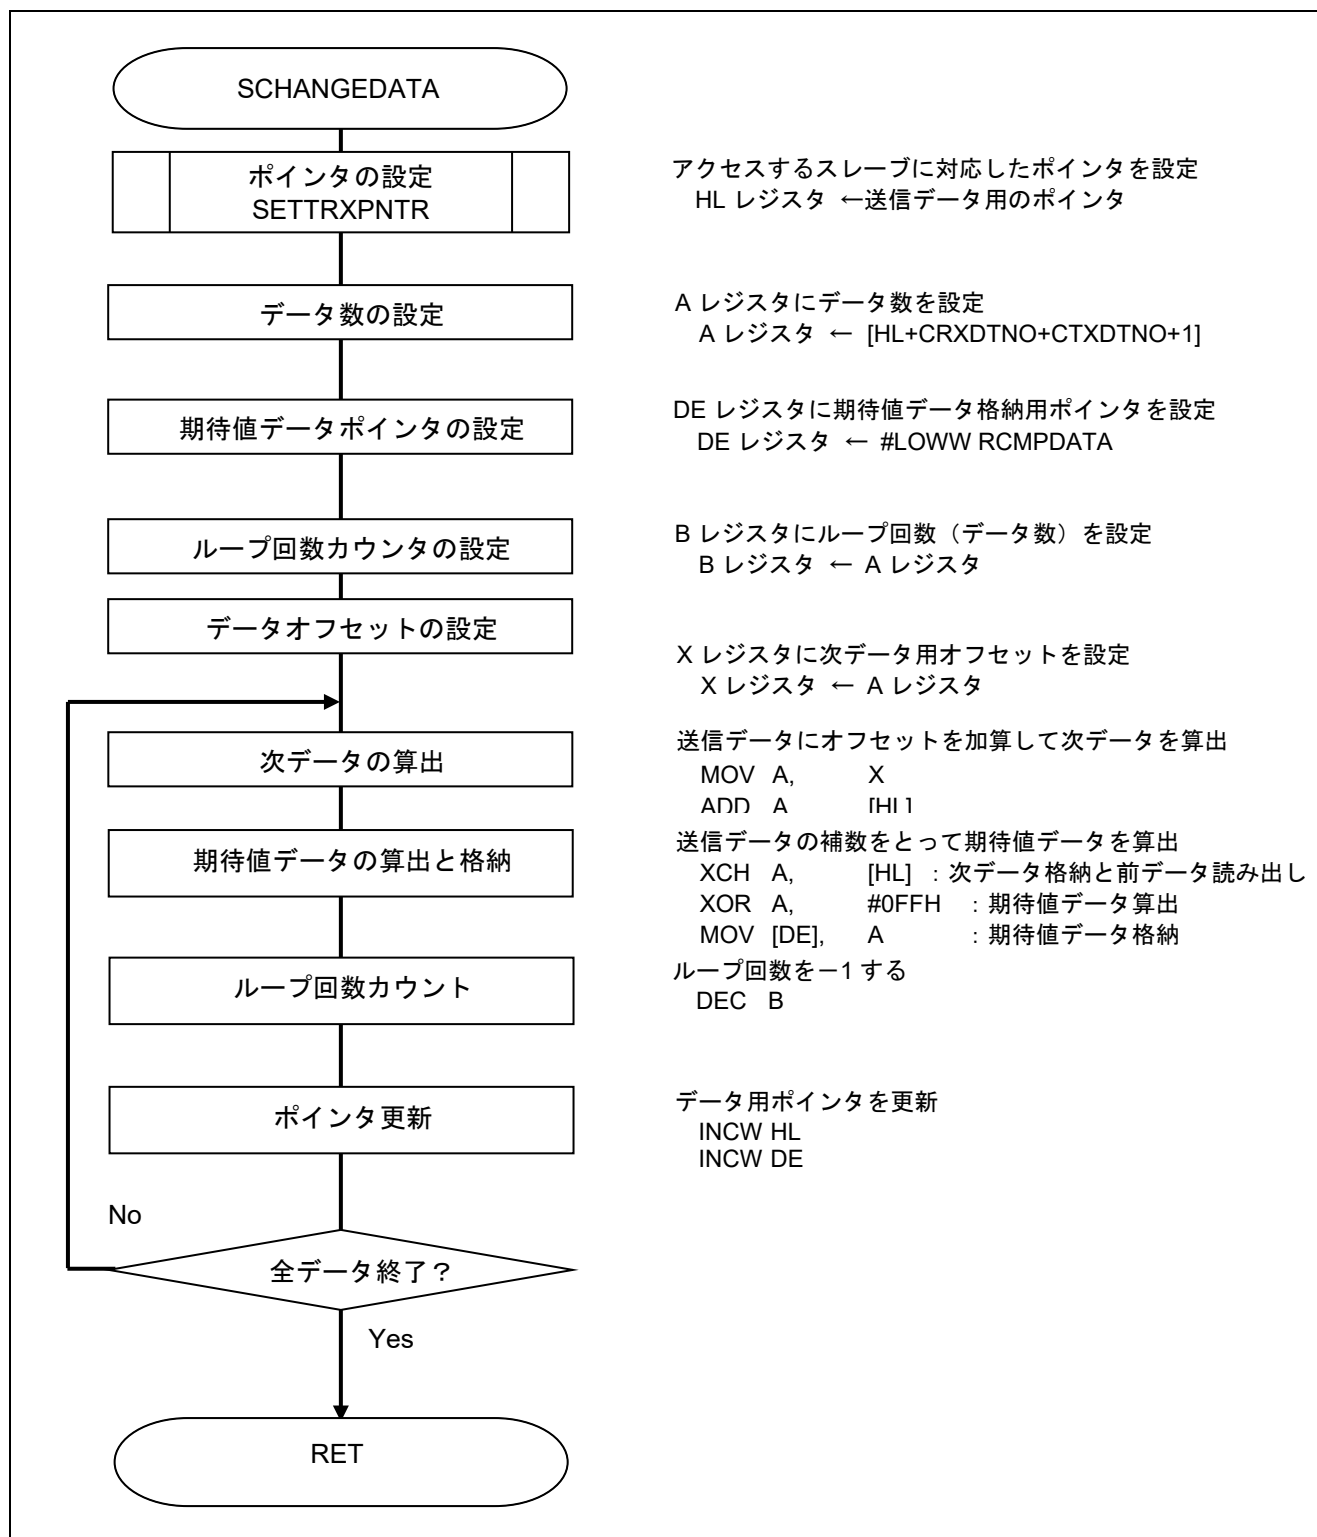 SCHANGEDATA
ポインタの設定
SETTRXPNTR
アクセスするスレーブに対応したポインタを設定
HL レジスタ ←送信データ用のポインタ
データ数の設定
A レジスタにデータ数を設定
A レジスタ ← [HL+CRXDTNO+CTXDTNO+1]
期待値データポインタの設定
DE レジスタに期待値データ格納用ポインタを設定
DE レジスタ ← #LOWW RCMPDATA
ループ回数カウンタの設定
B レジスタにループ回数（データ数）を設定
B レジスタ ← A レジスタ
データオフセットの設定
X レジスタに次データ用オフセットを設定
X レジスタ ← A レジスタ
次データの算出
送信データにオフセットを加算して次データを算出
MOV A, X
ADD A [HL]
期待値データの算出と格納
送信データの補数をとって期待値データを算出
XCH A, [HL] ：次データ格納と前データ読み出し
XOR A, #0FFH ：期待値データ算出
MOV [DE], A ：期待値データ格納
ループ回数カウント
ループ回数を－1 する
DEC B
ポインタ更新
データ用ポインタを更新
INCW HL
INCW DE
No
全データ終了？
Yes
RET